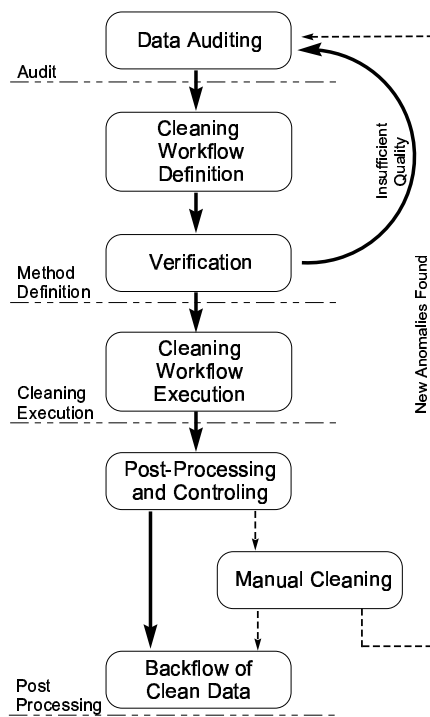 Data Auditing
Audit
Cleaning
Workflow
Definition
Insufficient
Quality
Verification
Method
Definition
New Anomalies Found
Cleaning
Workflow
Execution
Cleaning
Execution
Post-Processing
and Controling
Manual Cleaning
Backflow of
Clean Data
Post
Processing